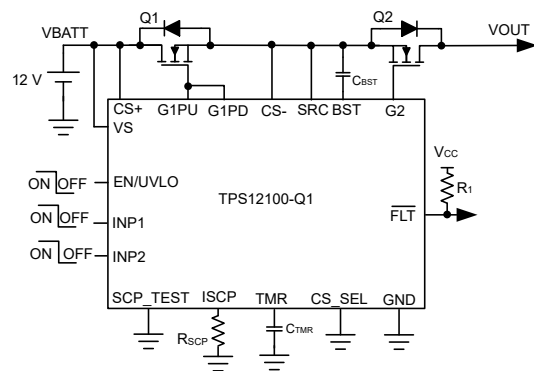 Q1
Q2
VBATT
VOUT
12 V
CBST
CS+
G1PU
G1PD
CS-
SRC
BST
G2
VS
VCC
R1
ON OFF
EN/UVLO
TPS12100-Q1
FLT
ON OFF
INP1
ON OFF
INP2
SCP_TEST
ISCP
TMR
CS_SEL
GND
RSCP
CTMR